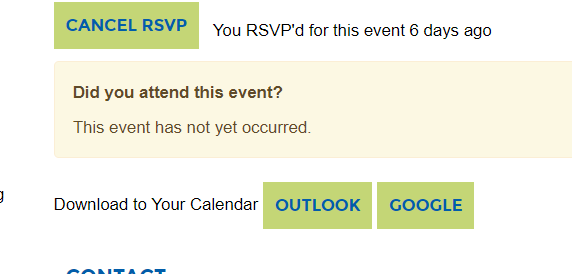 CANCEL RSVP You RSVP'd for this event 6 days ago
Did you attend this event?
This event has not yet occurred.
g
Download to Your Calendar OUTLOOK GOOGLE
CONTACT